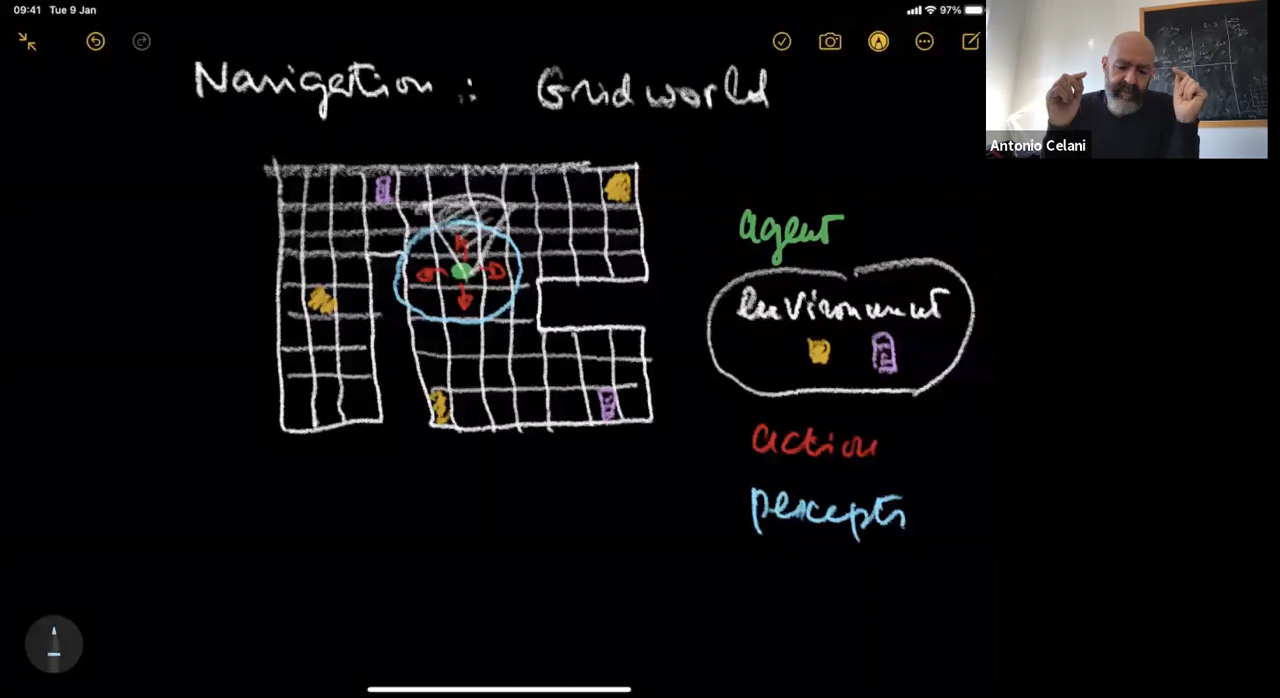 09:41 Tue 9 Jan
97%
Navigation :: Gridworld
Antonio Celani
agent
environment
action
percepts